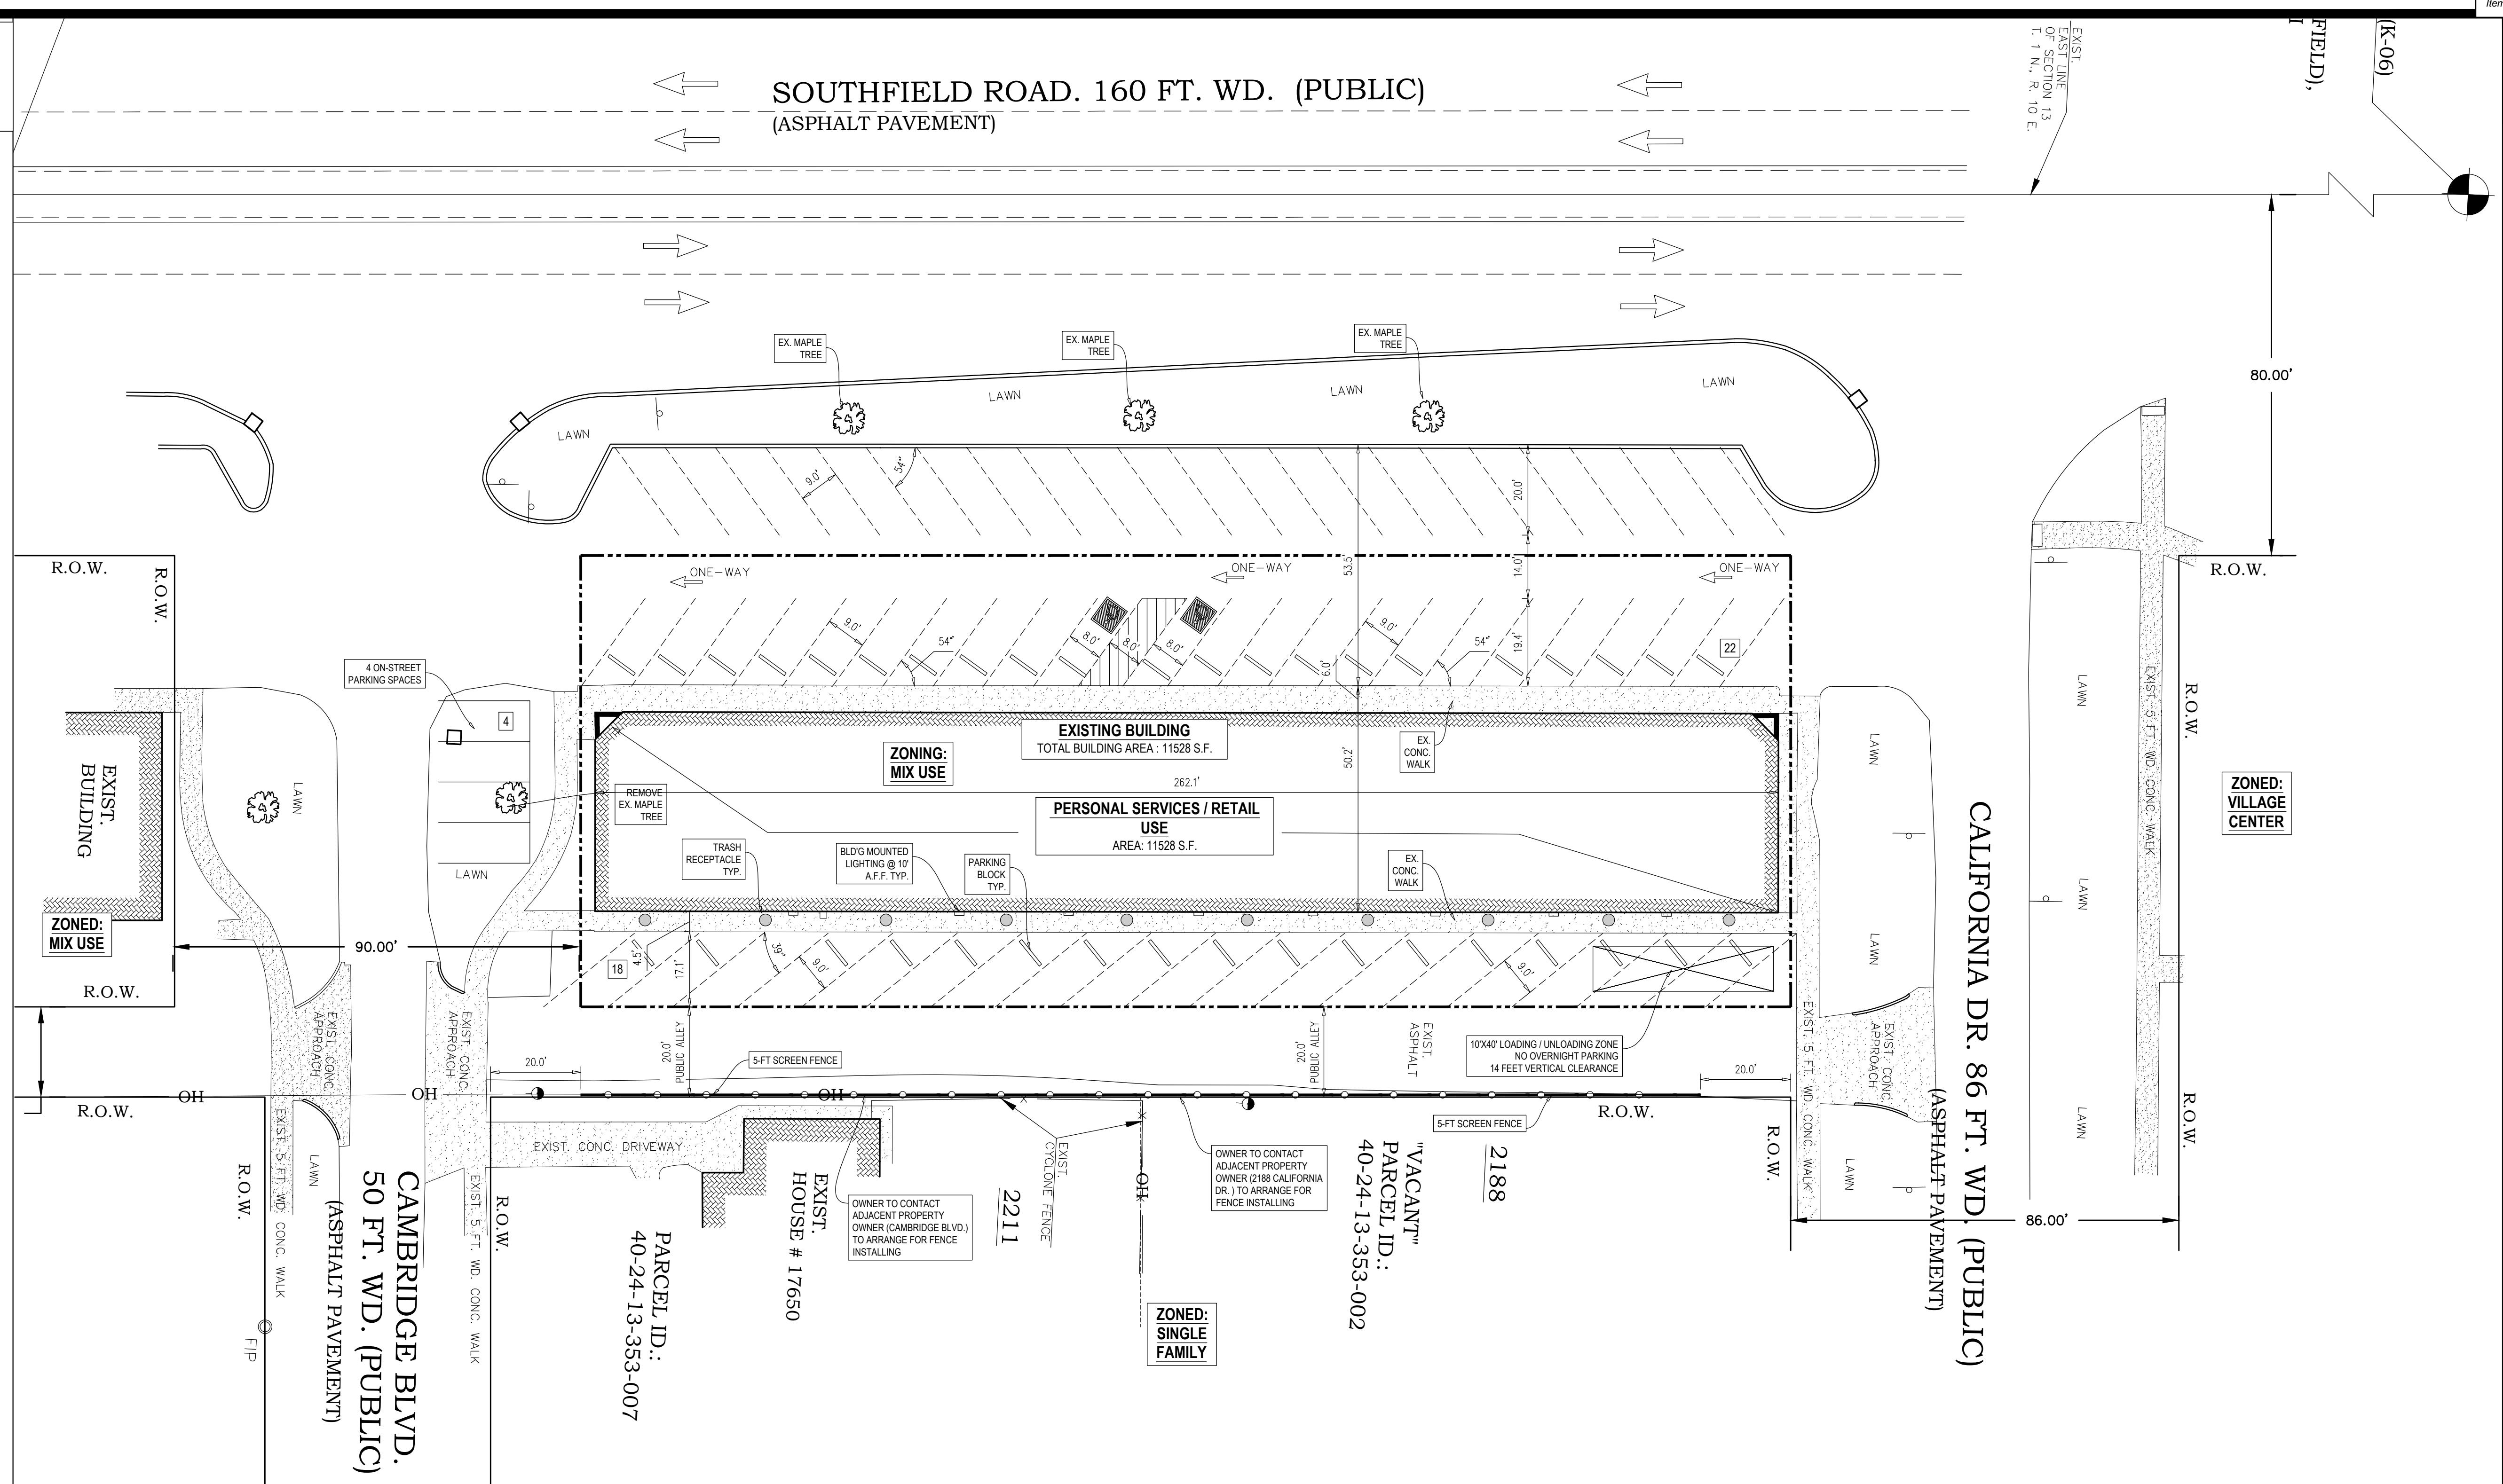 Item
(K-06)
FIELD),
EXIST.
EAST LINE
OF SECTION 13
T. 1 N., R. 10 E.
SOUTHFIELD ROAD. 160 FT. WD. (PUBLIC)
(ASPHALT PAVEMENT)
80.00'
EX. MAPLE
TREE
EX. MAPLE
TREE
EX. MAPLE
TREE
LAWN
LAWN
LAWN
LAWN
9.0'
54°
20.0'
53.5'
14.0'
19.4'
6.0'
ONE-WAY
ONE-WAY
ONE-WAY
9.0'
54°
8.0'
8.0'
8.0'
9.0'
54°
22
R.O.W.
R.O.W.
R.O.W.
R.O.W.
4 ON-STREET
PARKING SPACES
4
EXIST.
BUILDING
LAWN
LAWN
ZONED:
MIX USE
90.00'
R.O.W.
REMOVE
EX. MAPLE
TREE
ZONING:
MIX USE
EXISTING BUILDING
TOTAL BUILDING AREA : 11528 S.F.
262.1'
50.2'
PERSONAL SERVICES / RETAIL
USE
AREA: 11528 S.F.
EX.
CONC.
WALK
TRASH
RECEPTACLE
TYP.
BLD'G MOUNTED
LIGHTING @ 10'
A.F.F. TYP.
PARKING
BLOCK
TYP.
EX.
CONC.
WALK
LAWN
LAWN
LAWN
LAWN
LAWN
EXIST. 5 FT. WD. CONC. WALK
ZONED:
VILLAGE
CENTER
18
4.5'
17.1'
39°
9.0'
9.0'
20.0'
PUBLIC ALLEY
20.0'
PUBLIC ALLEY
EXIST.
ASPHALT
10'X40' LOADING / UNLOADING ZONE
NO OVERNIGHT PARKING
14 FEET VERTICAL CLEARANCE
20.0'
20.0'
5-FT SCREEN FENCE
5-FT SCREEN FENCE
EXIST. CONC.
APPROACH
EXIST. CONC.
APPROACH
EXIST. CONC.
APPROACH
EXIST. 5 FT. WD. CONC. WALK
OH
OH
OH
OH
R.O.W.
R.O.W.
R.O.W.
R.O.W.
R.O.W.
R.O.W.
EXIST. 5 FT. WD. CONC. WALK
LAWN
LAWN
FIP
CAMBRIDGE BLVD.
50 FT. WD. (PUBLIC)
(ASPHALT PAVEMENT)
EXIST. 5 FT. WD. CONC. WALK
EXIST. CONC. DRIVEWAY
EXIST.
HOUSE # 17650
PARCEL ID.:
40-24-13-353-007
OWNER TO CONTACT
ADJACENT PROPERTY
OWNER (CAMBRIDGE BLVD.)
TO ARRANGE FOR FENCE
INSTALLING
2211
EXIST.
CYCLONE FENCE
OWNER TO CONTACT
ADJACENT PROPERTY
OWNER (2188 CALIFORNIA
DR. ) TO ARRANGE FOR
FENCE INSTALLING
"VACANT"
PARCEL ID.:
40-24-13-353-002
2188
ZONED:
SINGLE
FAMILY
CALIFORNIA DR. 86 FT. WD. (PUBLIC)
(ASPHALT PAVEMENT)
86.00'